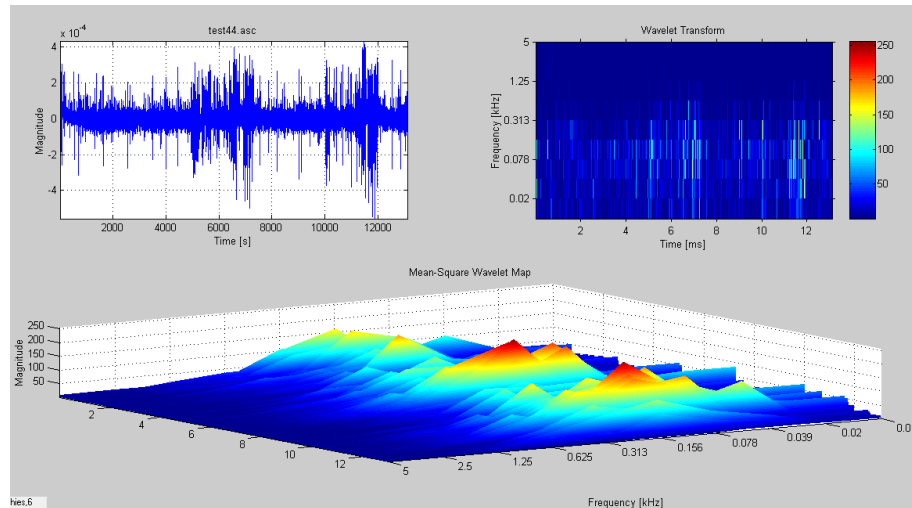 test44.asc
x 10-4
4
2
0
-2
-4
Magnitude
2000 4000 6000 8000 10000 12000
Time [s]
Wavelet Transform
5
1.25
0.313
0.078
0.02
Frequency [kHz]
2 4 6 8 10 12
Time [ms]
250
200
150
100
50
Mean-Square Wavelet Map
250
200
150
100
50
Magnitude
2 4 6 8 10 12
5 2.5 1.25 0.625 0.313 0.156 0.078 0.039 0.02 0.0
Frequency [kHz]
hies,6